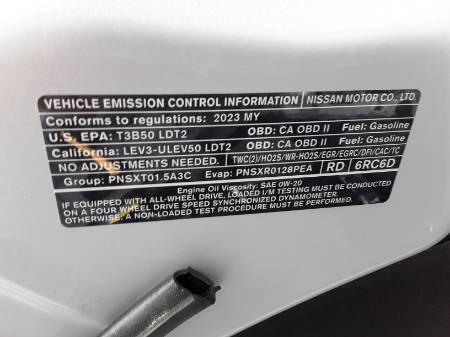 VEHICLE EMISSION CONTROL INFORMATION NISSAN MOTOR CO., LTD.
Conforms to regulations: 2023 MY
U.S. EPA: T3B50 LDT2 OBD: CA OBD II Fuel: Gasoline
California: LEV3-ULEV50 LDT2 OBD: CA OBD II Fuel: Gasoline
NO ADJUSTMENTS NEEDED. TWC(2)/HO2S/WR-HO2S/EGR/EGRC/DFI/CAC/TC
Group: PNSXT01.5A3C Evap: PNSXR0128PEA RD 6RC6D
Engine Oil Viscosity: SAE 0W-20
IF EQUIPPED WITH ALL-WHEEL DRIVE, LOADED I/M TESTING MUST BE CONDUCTED
ON A FOUR WHEEL DRIVE SPEED SYNCHRONIZED DYNAMOMETER.
OTHERWISE, A NON-LOADED TEST PROCEDURE MUST BE PERFORMED.